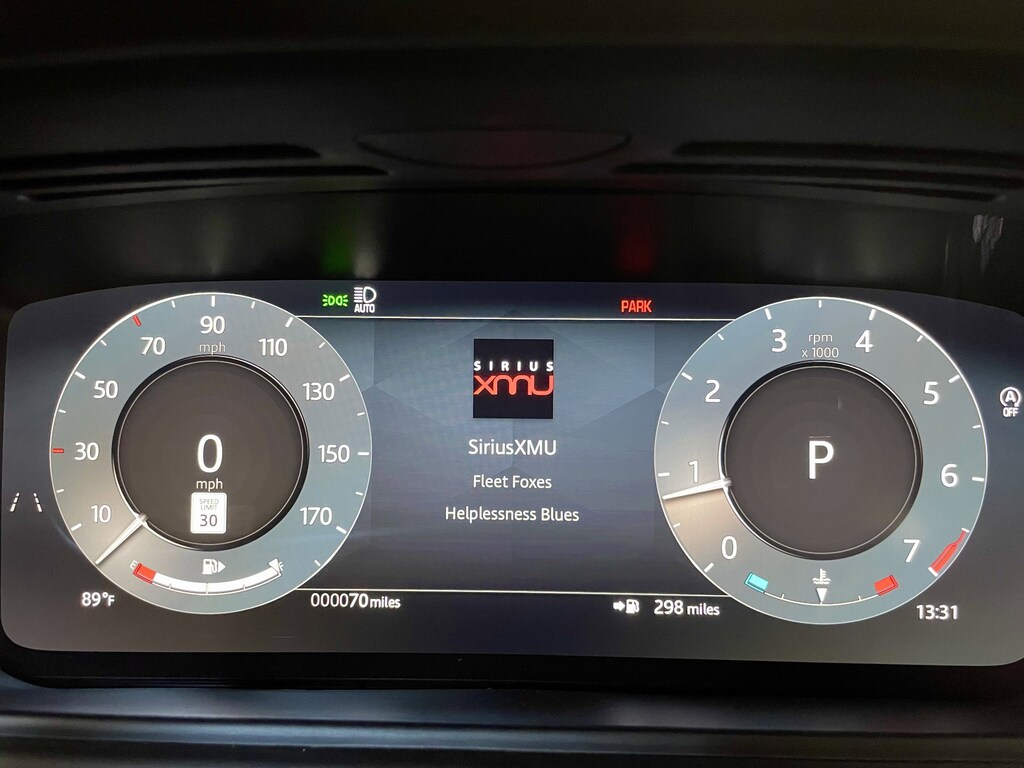 AUTO
PARK
90
mph
70
110
50
130
30
150
10
170
0
mph
SPEED
LIMIT
30
E
F
89°F
000070 miles
SIRIUS
xmu
SiriusXMU
Fleet Foxes
Helplessness Blues
298 miles
3
rpm
x 1000
4
2
5
1
6
0
7
P
A
OFF
13:31